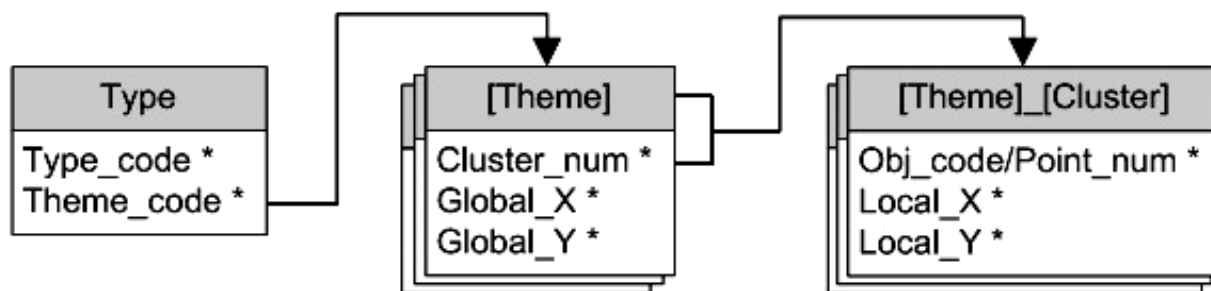 Type
Type_code *
Theme_code *
[Theme]
Cluster_num *
Global_X *
Global_Y *
[Theme]_[Cluster]
Obj_code/Point_num *
Local_X *
Local_Y *